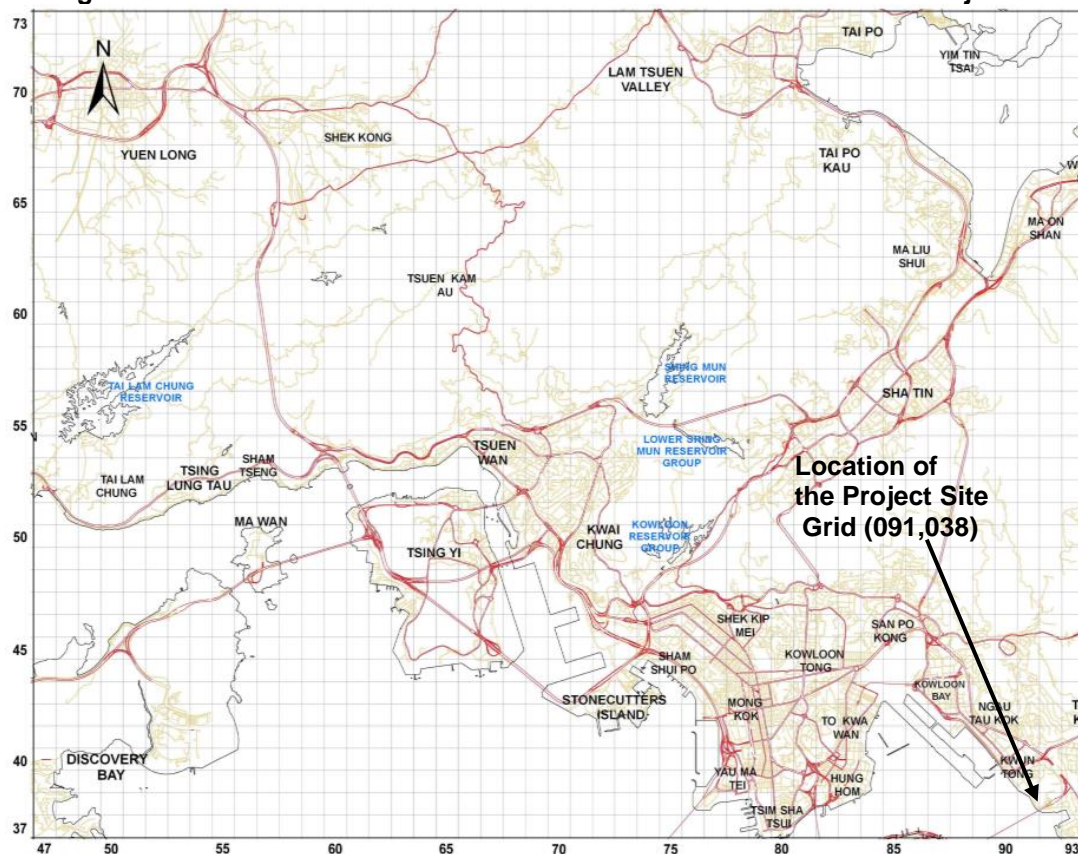 73
TAI PO
YIM TIN
TSAI
N
LAM TSUEN
VALLEY
70
SHEK KONG
YUEN LONG
TAI PO
KAU
65
MA ON
SHAN
MA LIU
SHUI
TSUEN KAM
AU
60
SHING MUN
RESERVOIR
TAI LAM CHUNG
RESERVOIR
SHA TIN
55
TSUEN
WAN
LOWER SHING
MUN RESERVOIR
GROUP
SHAM
TSENG
TSING
LUNG TAU
TAI LAM
CHUNG
Location of
the Project Site
Grid (091,038)
MA WAN
50
KWAI
CHUNG
KOWLOON
RESERVOIR
GROUP
TSING YI
SHEK KIP
MEI
SAN PO
KONG
45
SHAM
SHUI PO
KOWLOON
TONG
KOWLOON
BAY
STONECUTTERS
ISLAND
MONG
KOK
NGAU
TAU KOK
TO KWA
WAN
40
DISCOVERY
BAY
KWUN
TONG
YAU MA
TEI
HUNG
HOM
TSIM SHA
TSUI
37
47 50 55 60 65 70 75 80 85 90 93